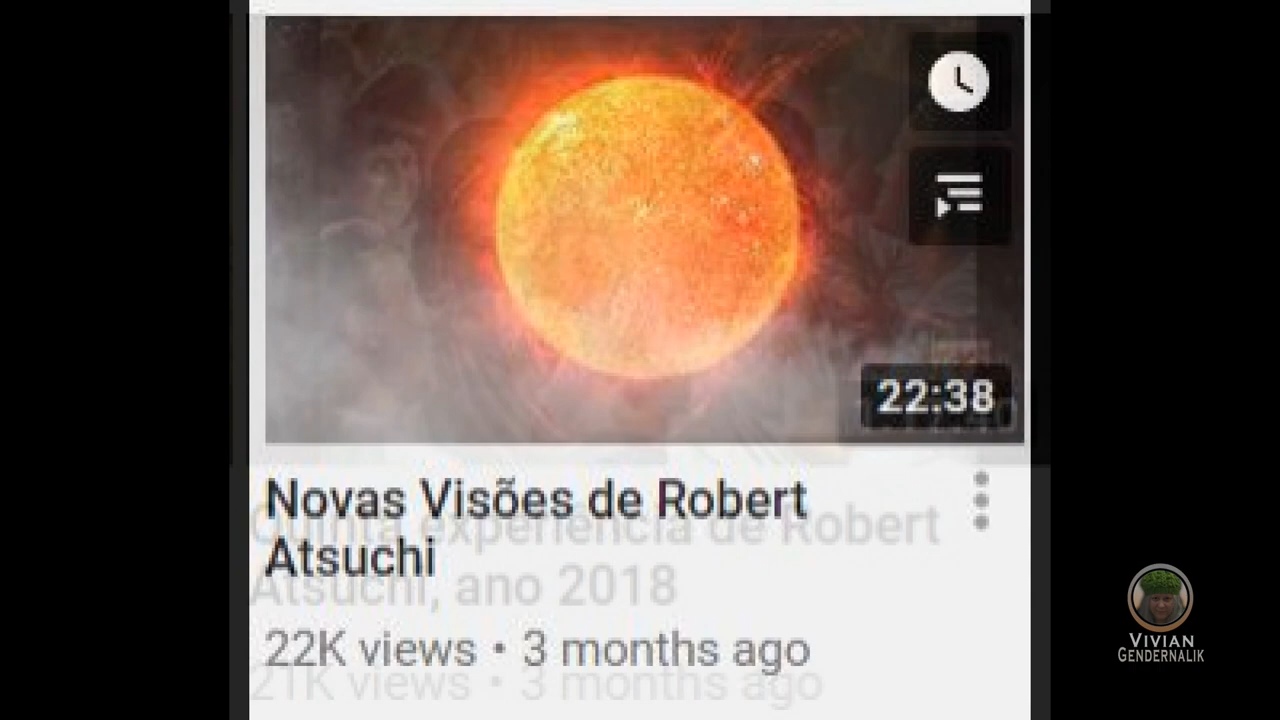 22:38
Novas Visões de Robert
Atsuchi
22K views • 3 months ago
Quinta experiência de Robert
Atsuchi, ano 2018
21K views • 3 months ago
VIVIAN
GENDERNALIK